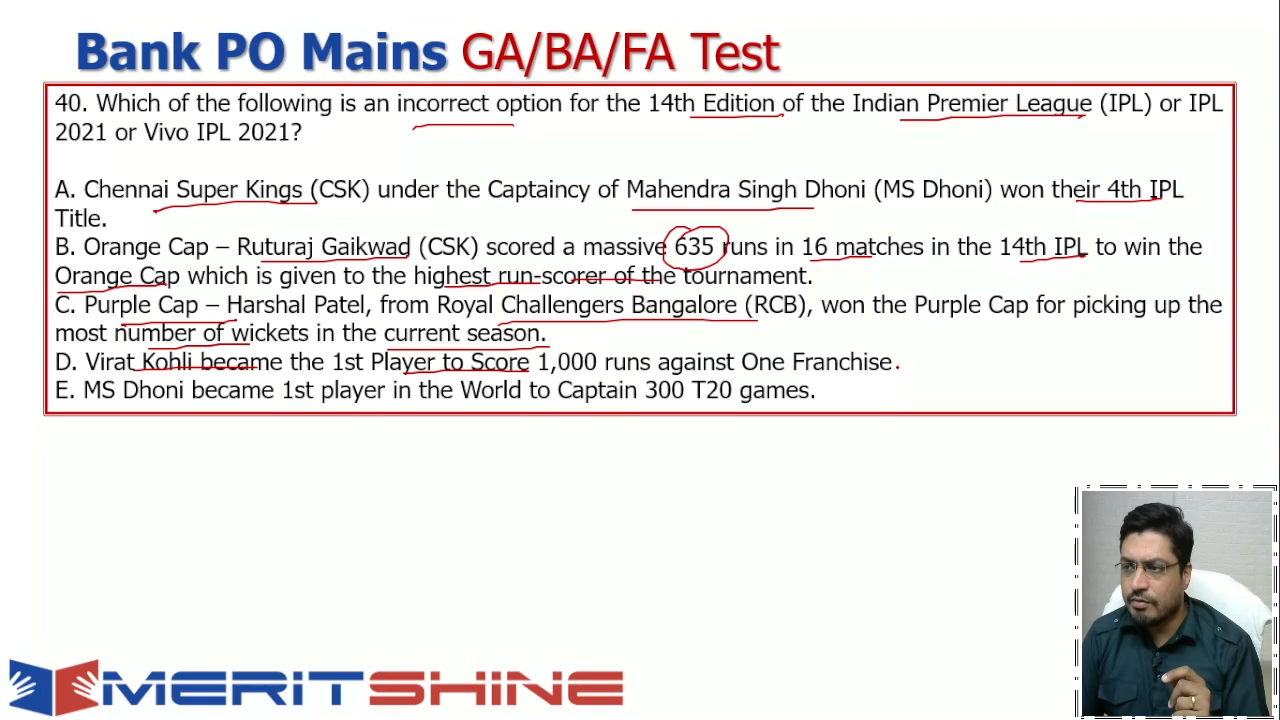 Bank PO Mains GA/BA/FA Test
40. Which of the following is an incorrect option for the 14th Edition of the Indian Premier League (IPL) or IPL
2021 or Vivo IPL 2021?
A. Chennai Super Kings (CSK) under the Captaincy of Mahendra Singh Dhoni (MS Dhoni) won their 4th IPL
Title.
B. Orange Cap – Ruturaj Gaikwad (CSK) scored a massive 635 runs in 16 matches in the 14th IPL to win the
Orange Cap which is given to the highest run-scorer of the tournament.
C. Purple Cap – Harshal Patel, from Royal Challengers Bangalore (RCB), won the Purple Cap for picking up the
most number of wickets in the current season.
D. Virat Kohli became the 1st Player to Score 1,000 runs against One Franchise.
E. MS Dhoni became 1st player in the World to Captain 300 T20 games.
MERITSHINE